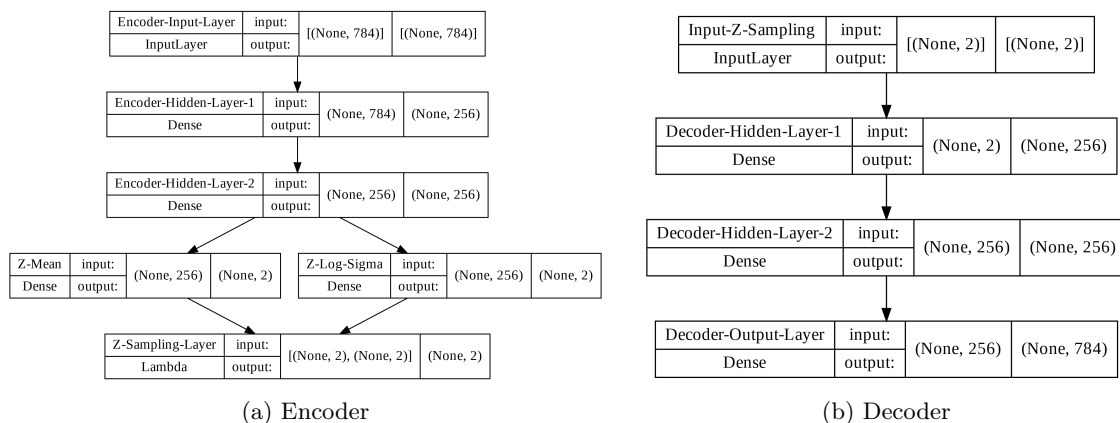 Encoder-Input-Layer input: [(None, 784)] [(None, 784)]
InputLayer output:
Encoder-Hidden-Layer-1 input: (None, 784) (None, 256)
Dense output:
Encoder-Hidden-Layer-2 input: (None, 256) (None, 256)
Dense output:
Z-Mean input: (None, 256) (None, 2)
Dense output:
Z-Log-Sigma input: (None, 256) (None, 2)
Dense output:
Z-Sampling-Layer input: [(None, 2), (None, 2)] (None, 2)
Lambda output:
(a) Encoder
Input-Z-Sampling input: [(None, 2)] [(None, 2)]
InputLayer output:
Decoder-Hidden-Layer-1 input: (None, 2) (None, 256)
Dense output:
Decoder-Hidden-Layer-2 input: (None, 256) (None, 256)
Dense output:
Decoder-Output-Layer input: (None, 256) (None, 784)
Dense output:
(b) Decoder